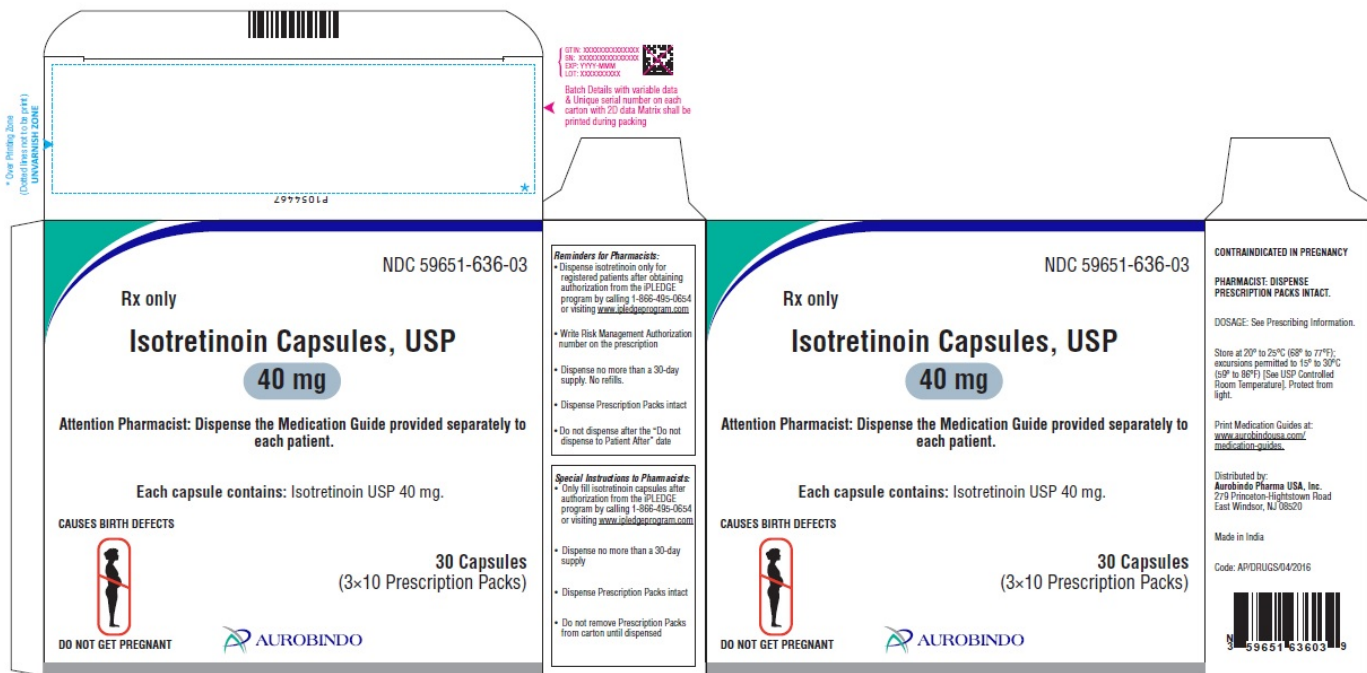 GTIN: XXXXXXXXXXXXXX
SN: XXXXXXXXXXXXXXX
EXP: YYYY-MMM
LOT: XXXXXXXXXX
Batch Details with variable data
& Unique serial number on each
carton with 2D data Matrix shall be
printed during packing
* Over Printing Zone
(Dotted lines not to be print)
UNVARNISH ZONE
*
P1054467
NDC 59651-636-03
Rx only
Isotretinoin Capsules, USP
40 mg
Attention Pharmacist: Dispense the Medication Guide provided separately to
each patient.
Each capsule contains: Isotretinoin USP 40 mg.
CAUSES BIRTH DEFECTS
30 Capsules
(3×10 Prescription Packs)
DO NOT GET PREGNANT
AUROBINDO
Reminders for Pharmacists:
• Dispense isotretinoin only for
registered patients after obtaining
authorization from the iPLEDGE
program by calling 1-866-495-0654
or visiting www.ipledgeprogram.com
• Write Risk Management Authorization
number on the prescription
• Dispense no more than a 30-day
supply. No refills.
• Dispense Prescription Packs intact
• Do not dispense after the “Do not
dispense to Patient After” date
Special Instructions to Pharmacists:
• Only fill isotretinoin capsules after
authorization from the iPLEDGE
program by calling 1-866-495-0654
or visiting www.ipledgeprogram.com
• Dispense no more than a 30-day
supply
• Dispense Prescription Packs intact
• Do not remove Prescription Packs
from carton until dispensed
NDC 59651-636-03
Rx only
Isotretinoin Capsules, USP
40 mg
Attention Pharmacist: Dispense the Medication Guide provided separately to
each patient.
Each capsule contains: Isotretinoin USP 40 mg.
CAUSES BIRTH DEFECTS
30 Capsules
(3×10 Prescription Packs)
DO NOT GET PREGNANT
AUROBINDO
CONTRAINDICATED IN PREGNANCY
PHARMACIST: DISPENSE
PRESCRIPTION PACKS INTACT.
DOSAGE: See Prescribing Information.
Store at 20° to 25°C (68° to 77°F);
excursions permitted to 15° to 30°C
(59° to 86°F) [See USP Controlled
Room Temperature]. Protect from
light.
Print Medication Guides at:
www.aurobindousa.com/
medication-guides.
Distributed by:
Aurobindo Pharma USA, Inc.
279 Princeton-Hightstown Road
East Windsor, NJ 08520
Made in India
Code: AP/DRUGS/04/2016
N
3 59651 63603 9